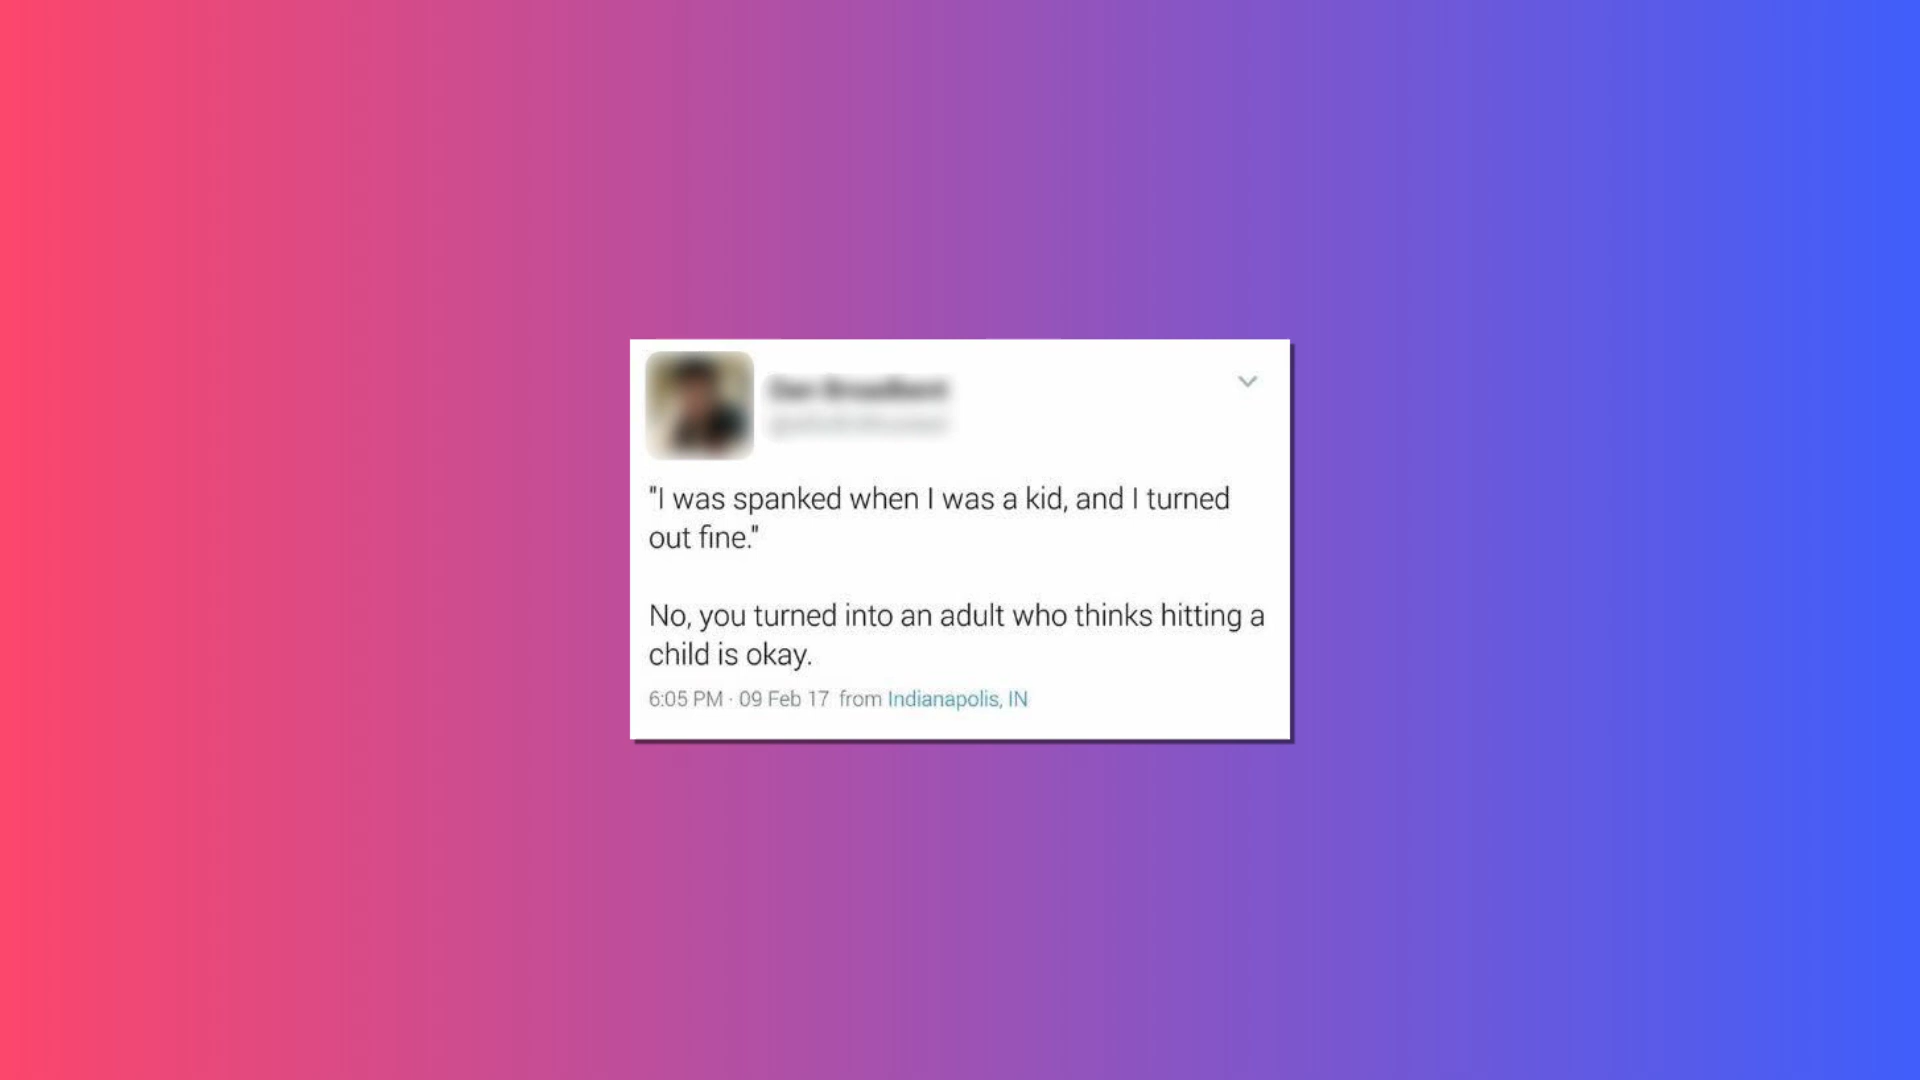 "I was spanked when I was a kid, and I turned
out fine."
No, you turned into an adult who thinks hitting a
child is okay.
6:05 PM · 09 Feb 17 from Indianapolis, IN